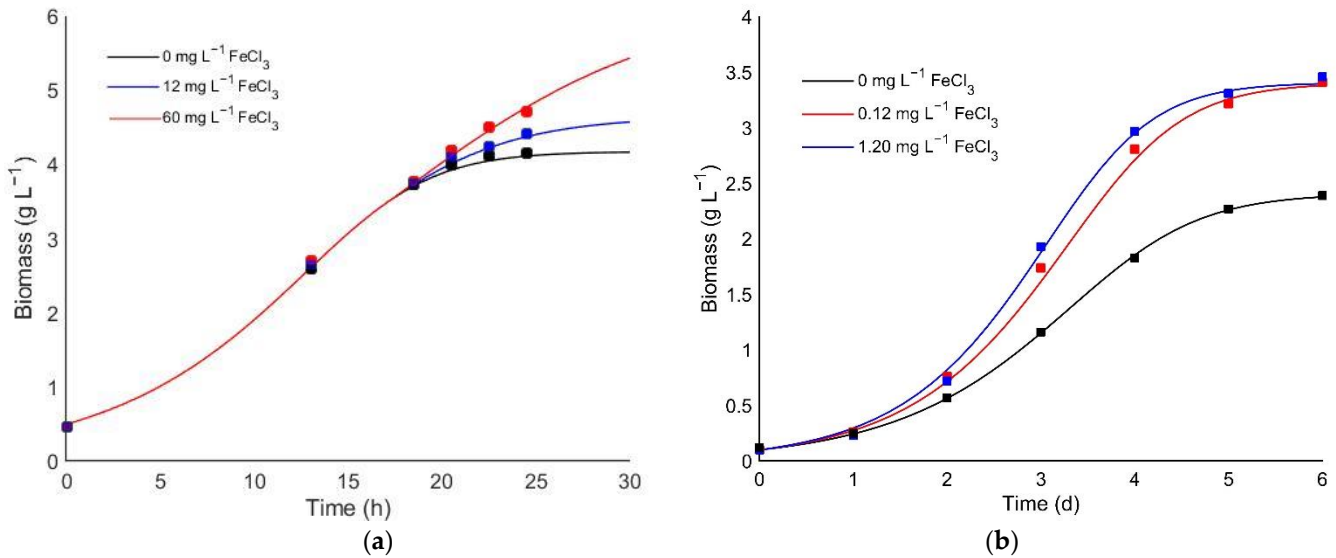 6
5
4
3
2
1
0
Biomass (g L⁻¹)
0 mg L⁻¹ FeCl₃
12 mg L⁻¹ FeCl₃
60 mg L⁻¹ FeCl₃
0 5 10 15 20 25 30
Time (h)
(a)
4
3.5
3
2.5
2
1.5
1
0.5
0
Biomass (g L⁻¹)
0 mg L⁻¹ FeCl₃
0.12 mg L⁻¹ FeCl₃
1.20 mg L⁻¹ FeCl₃
0 1 2 3 4 5 6
Time (d)
(b)